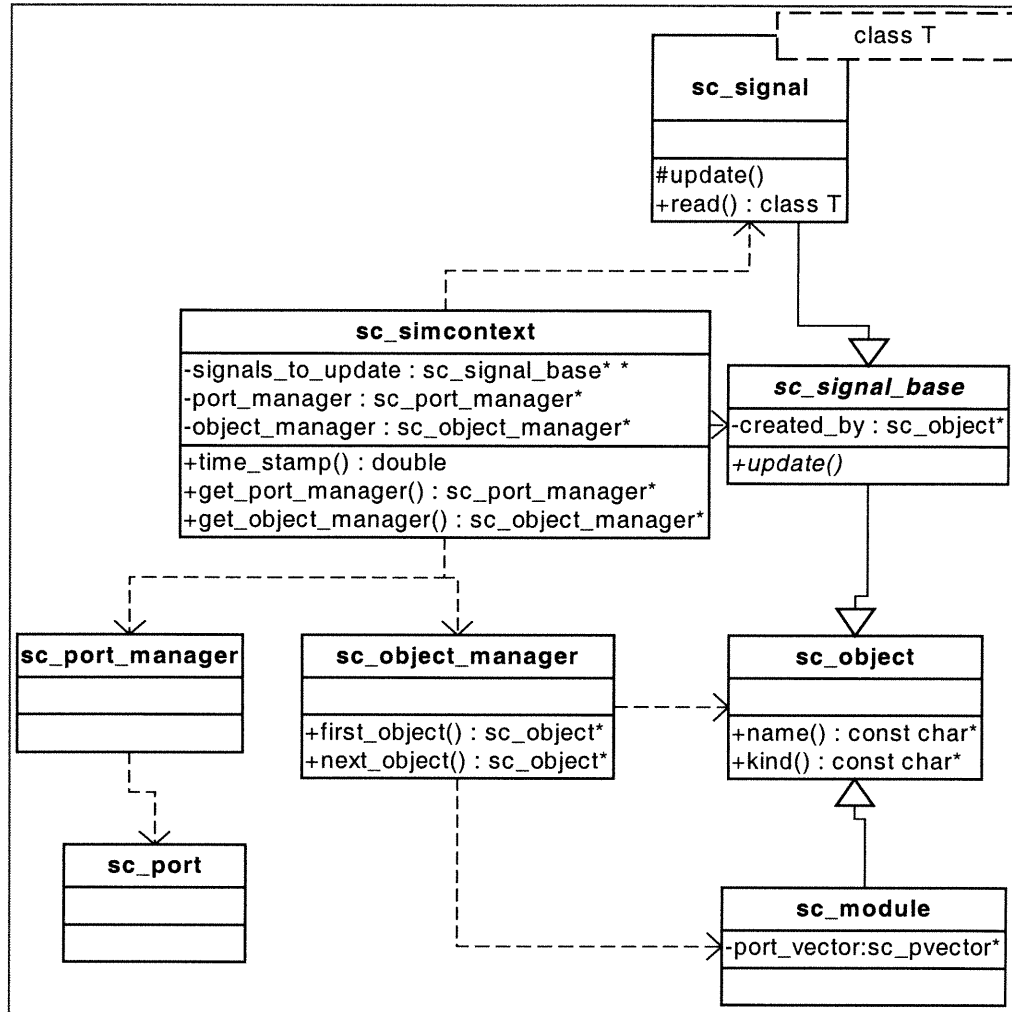 class T
sc_signal
#update()
+read() : class T
sc_simcontext
-signals_to_update : sc_signal_base* *
-port_manager : sc_port_manager*
-object_manager : sc_object_manager*
+time_stamp() : double
+get_port_manager() : sc_port_manager*
+get_object_manager() : sc_object_manager*
sc_signal_base
-created_by : sc_object*
+update()
sc_port_manager
sc_object_manager
+first_object() : sc_object*
+next_object() : sc_object*
sc_object
+name() : const char*
+kind() : const char*
sc_port
sc_module
-port_vector:sc_pvector*